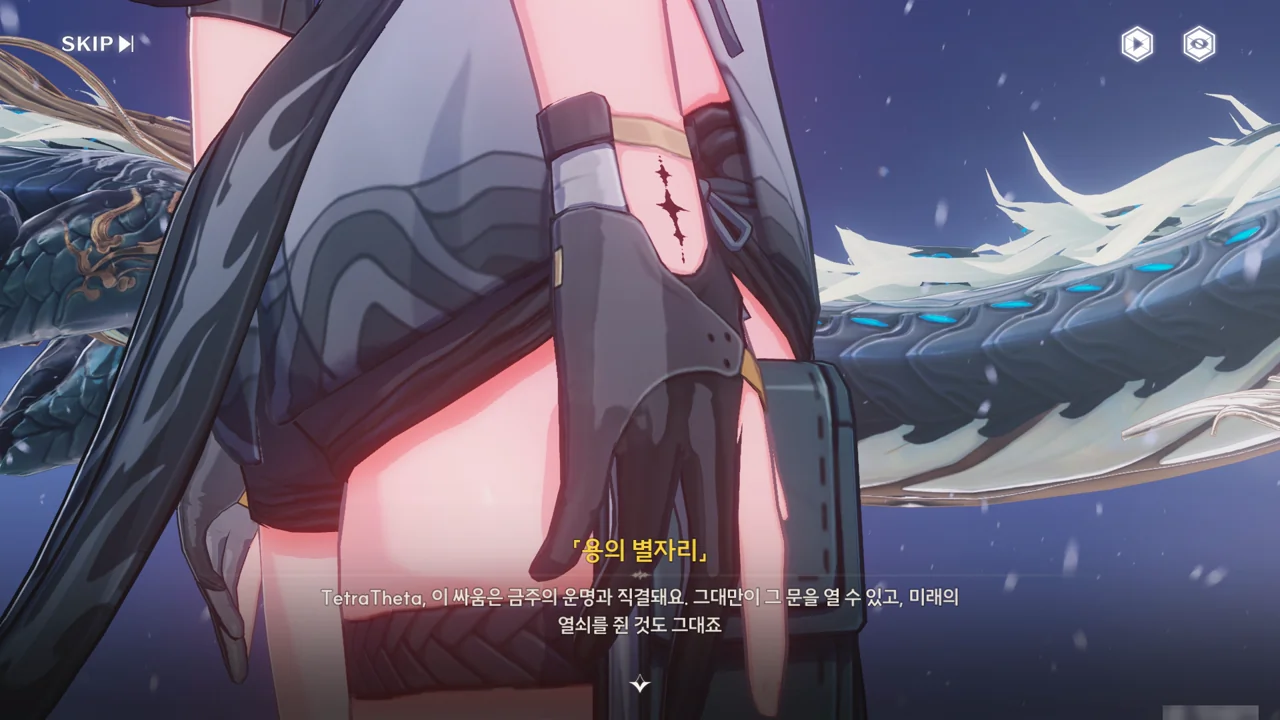 SKIP
「용의 별자리」
TetraTheta, 이 싸움은 금주의 운명과 직결돼요. 그대만이 그 문을 열 수 있고, 미래의
열쇠를 쥔 것도 그대죠